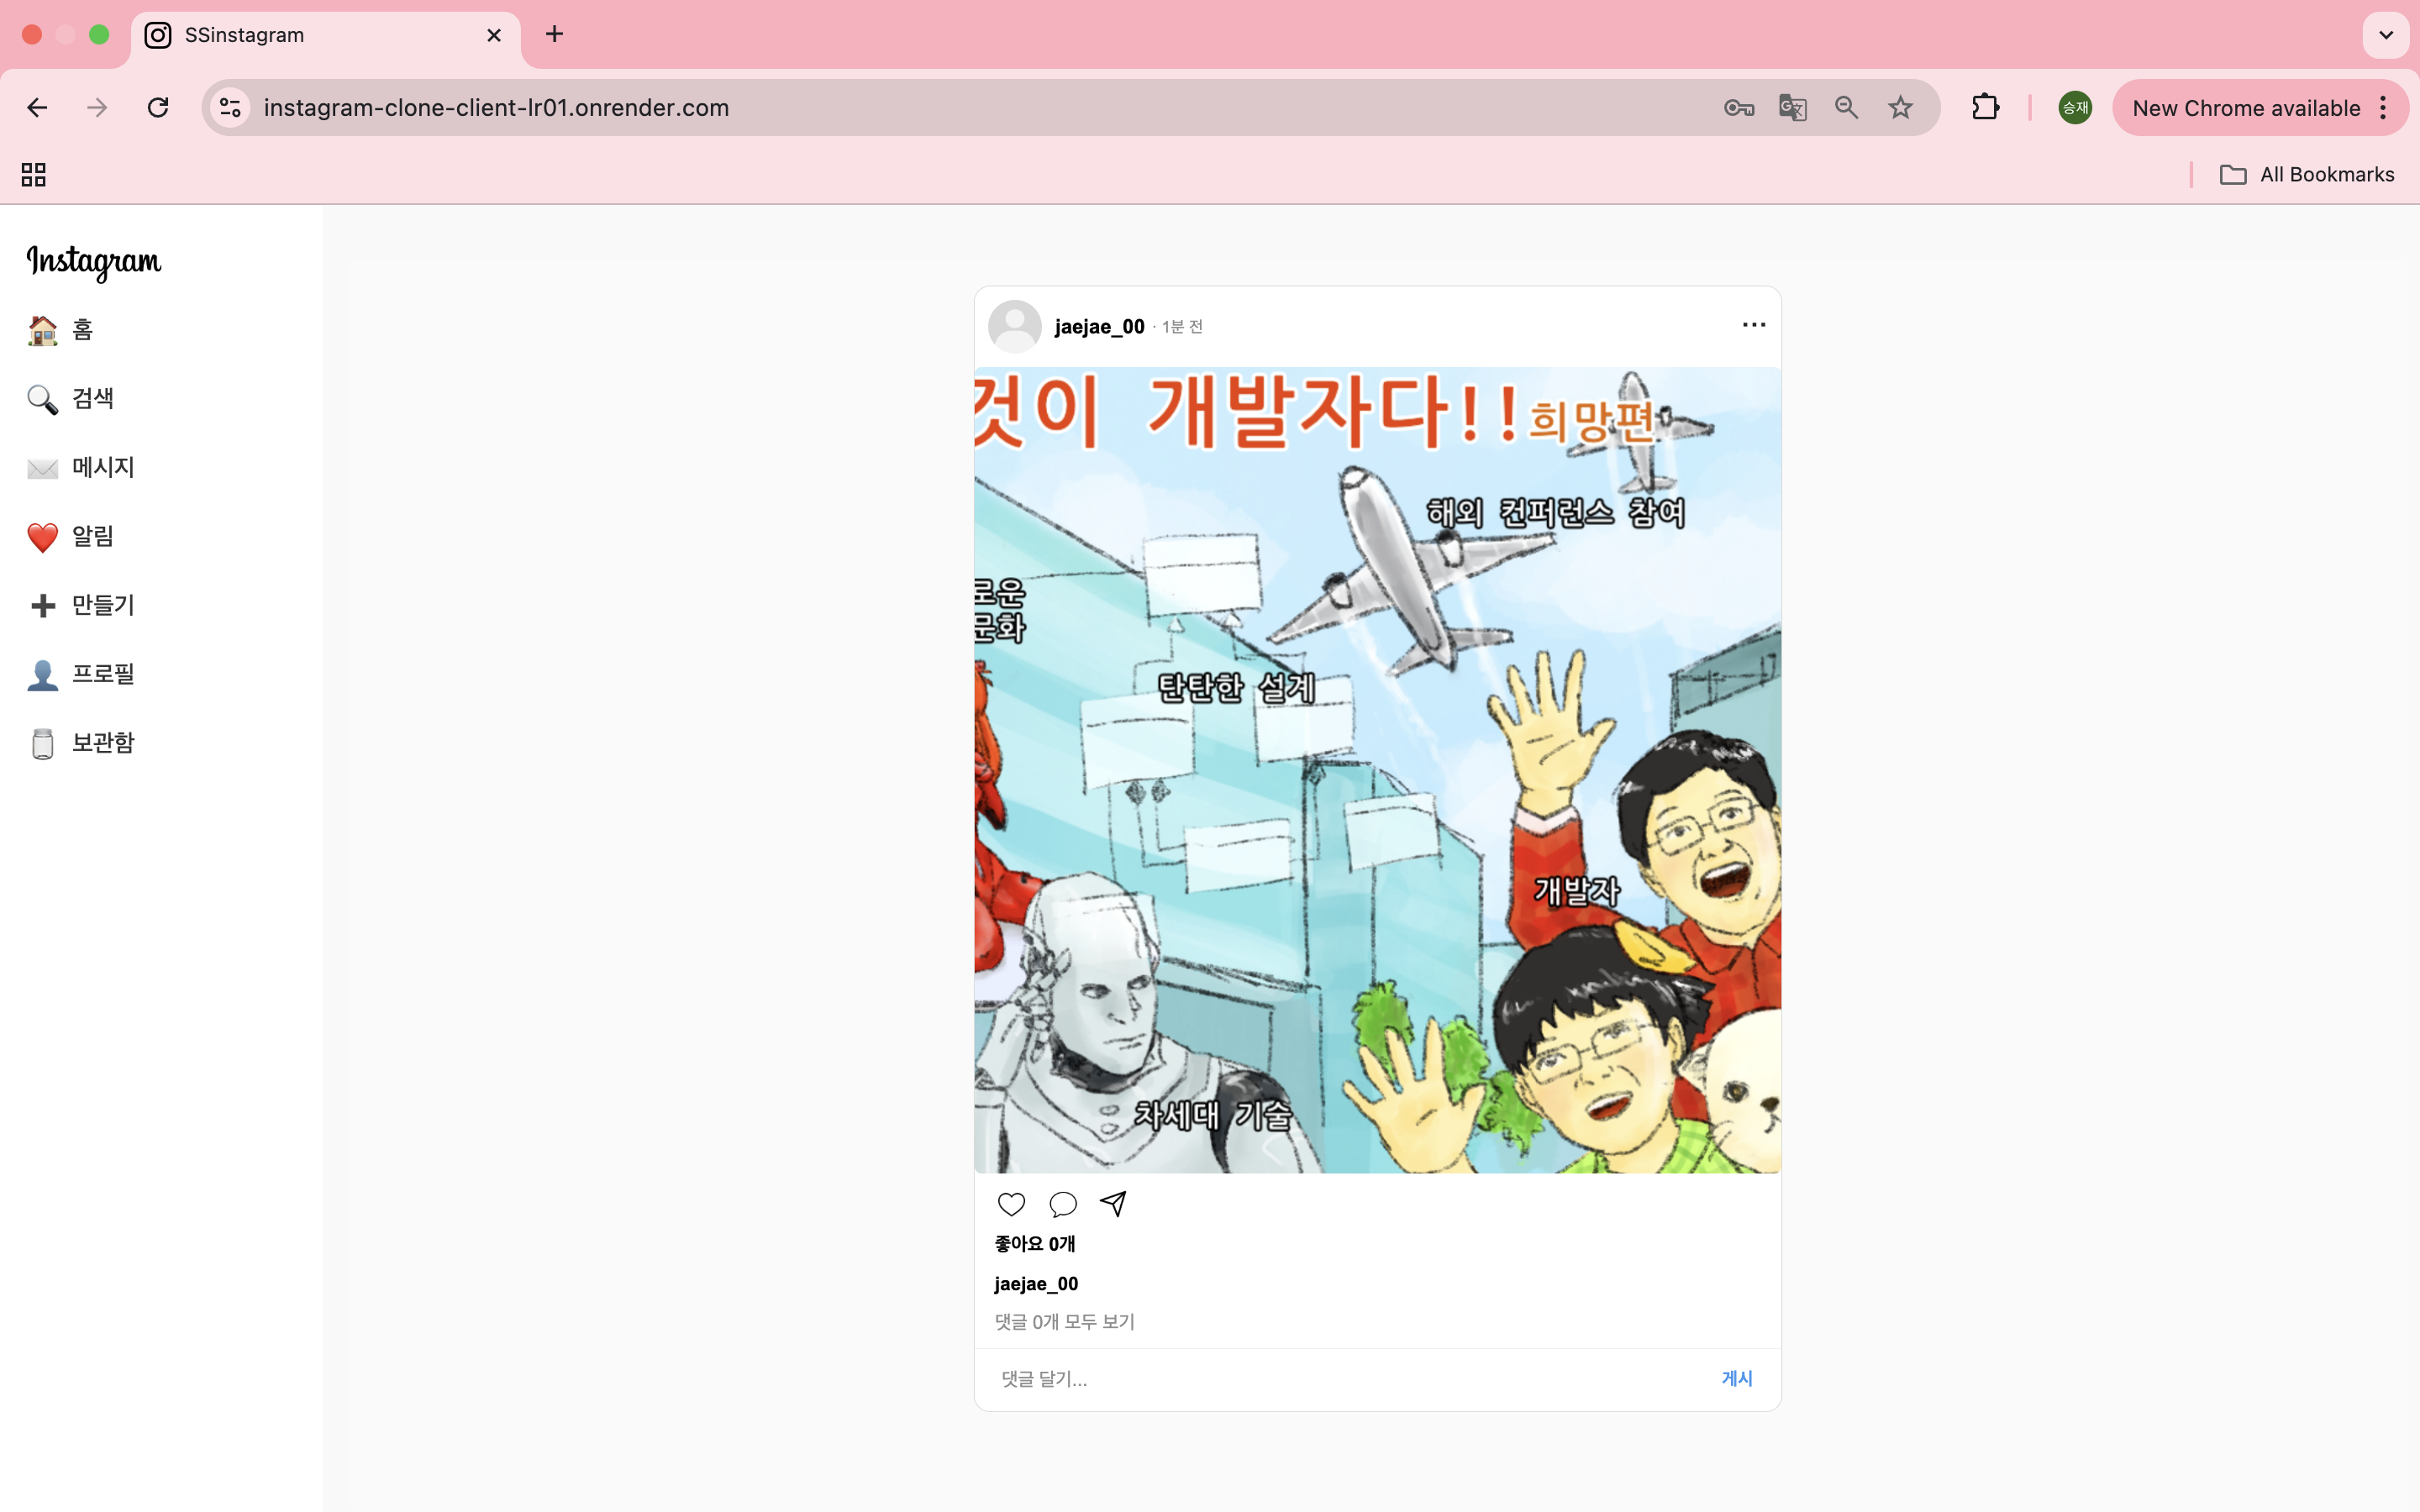 SSinstagram
instagram-clone-client-lr01.onrender.com
승재
New Chrome available
All Bookmarks
Instagram
홈
검색
메시지
알림
만들기
프로필
보관함
jaejae_00 · 1분 전
것이 개발자다!!희망편
해외 컨퍼런스 참여
로운
문화
탄탄한 설계
개발자
차세대 기술
좋아요 0개
jaejae_00
댓글 0개 모두 보기
댓글 달기...
게시